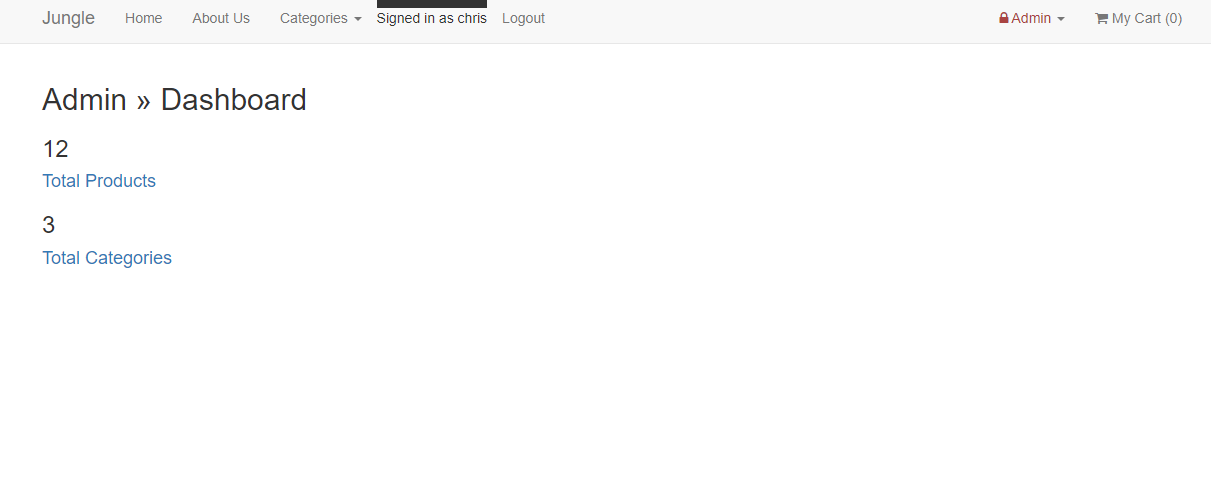 Jungle Home About Us Categories Signed in as chris Logout Admin My Cart (0)
Admin » Dashboard
12
Total Products
3
Total Categories